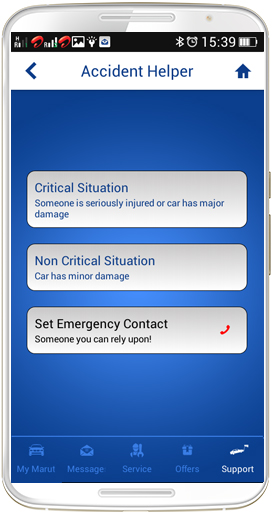 15:39
Accident Helper
Critical Situation
Someone is seriously injured or car has major
damage
Non Critical Situation
Car has minor damage
Set Emergency Contact
Someone you can rely upon!
My Marut Message Service Offers Support